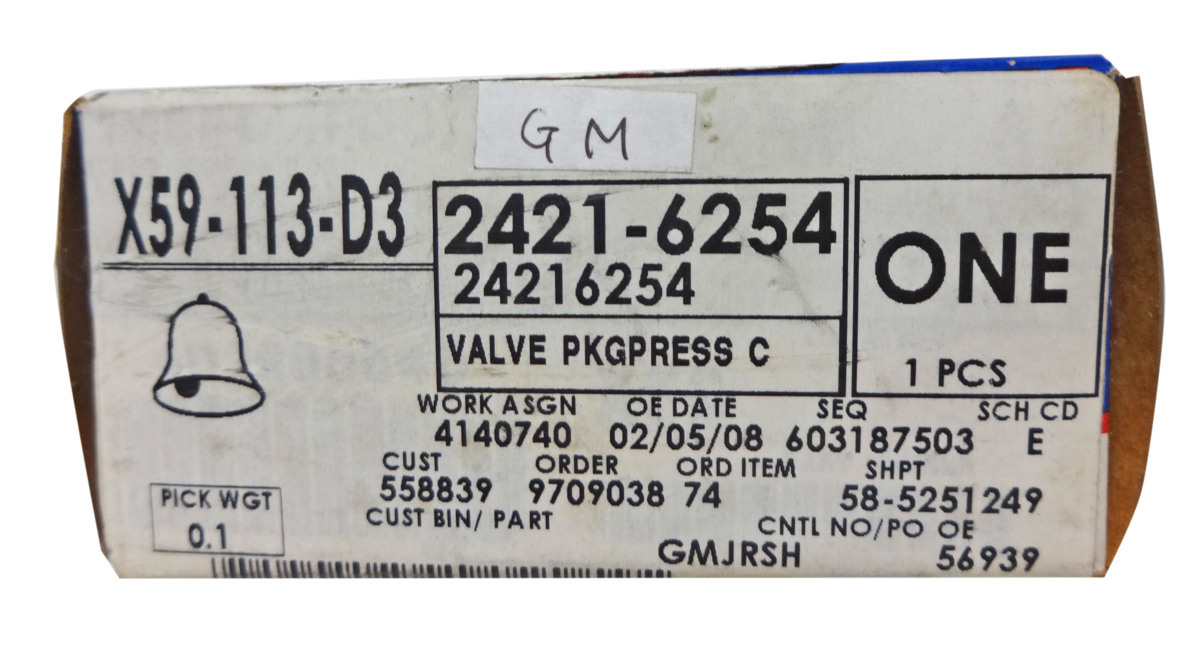 GM
X59-113-D3
2421-6254
24216254
VALVE PKGPRESS C
ONE
1 PCS
WORK ASGN OE DATE SEQ SCH CD
4140740 02/05/08 603187503 E
CUST ORDER ORD ITEM SHPT
558839 9709038 74 58-5251249
CUST BIN/ PART CNTL NO/PO OE
GMJRSH 56939
PICK WGT
0.1